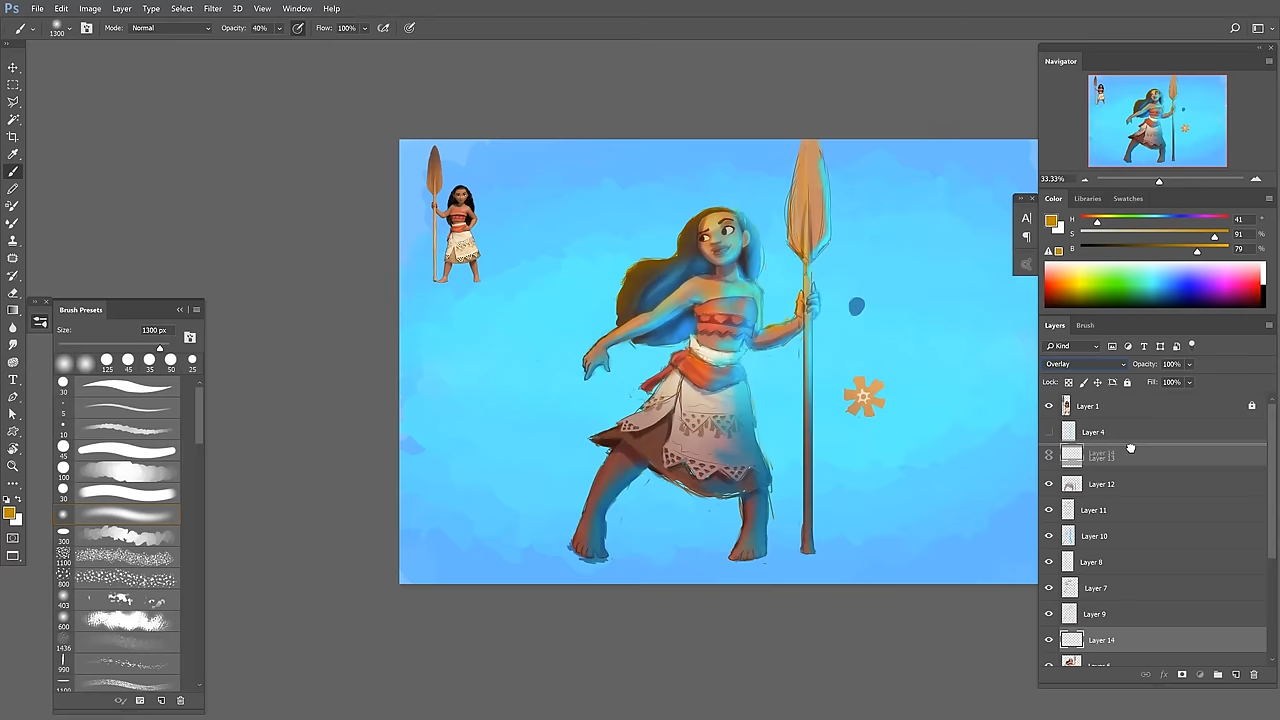 Ps File Edit Image Layer Type Select Filter 3D View Window Help
1300 Mode: Normal Opacity: 40% Flow: 100%
Navigator
33.33%
Color Libraries Swatches
H 41 °
S 91 %
B 79 %
Layers Brush
Kind
Overlay Opacity: 100%
Lock: Fill: 100%
Layer 1
Layer 4
Layer 14
Layer 12
Layer 11
Layer 10
Layer 8
Layer 7
Layer 9
Layer 14
Brush Presets
Size: 1300 px
125 45 35 50 25
30
5
10
45
100
30
300
1100
800
403
600
1436
990
1100